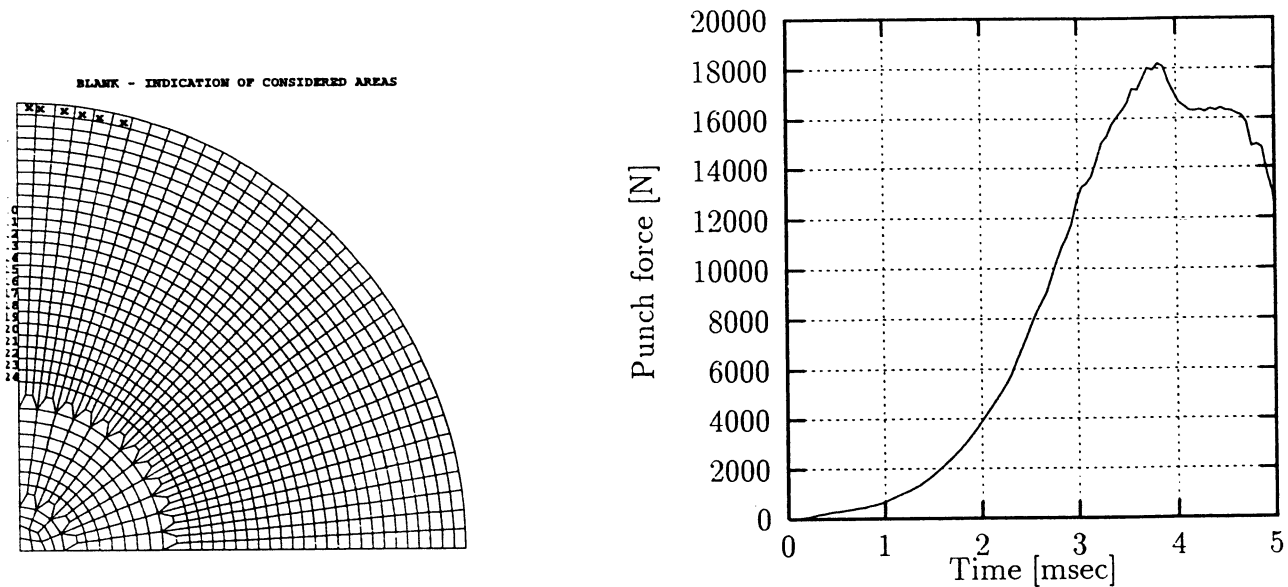 BLANK - INDICATION OF CONSIDERED AREAS
20000
18000
16000
14000
12000
10000
8000
6000
4000
2000
0
Punch force [N]
0 1 2 3 4 5
Time [msec]